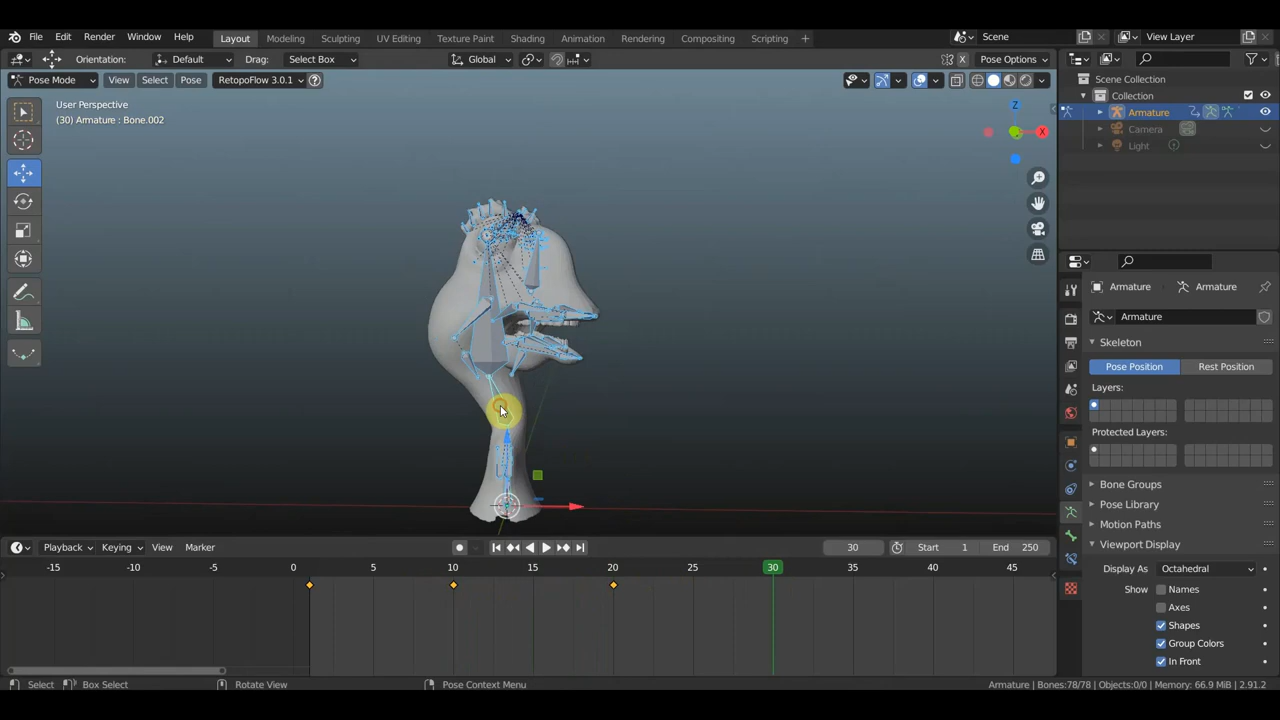 File Edit Render Window Help Layout Modeling Sculpting UV Editing Texture Paint Shading Animation Rendering Compositing Scripting + Scene View Layer
Orientation: Default Drag: Select Box Global X Pose Options
Pose Mode View Select Pose RetopoFlow 3.0.1 ?
User Perspective
(30) Armature : Bone.002
Z
X
Scene Collection
Collection
Armature
Camera
Light
Armature Armature
Armature
Skeleton
Pose Position Rest Position
Layers:
Protected Layers:
Bone Groups
Pose Library
Motion Paths
Viewport Display
Display As Octahedral
Show Names
Axes
Shapes
Group Colors
In Front
Playback Keying View Marker 30 Start 1 End 250
-15 -10 -5 0 5 10 15 20 25 30 35 40 45
Select Box Select Rotate View Pose Context Menu Armature | Bones:78/78 | Objects:0/0 | Memory: 66.9 MiB | 2.91.2